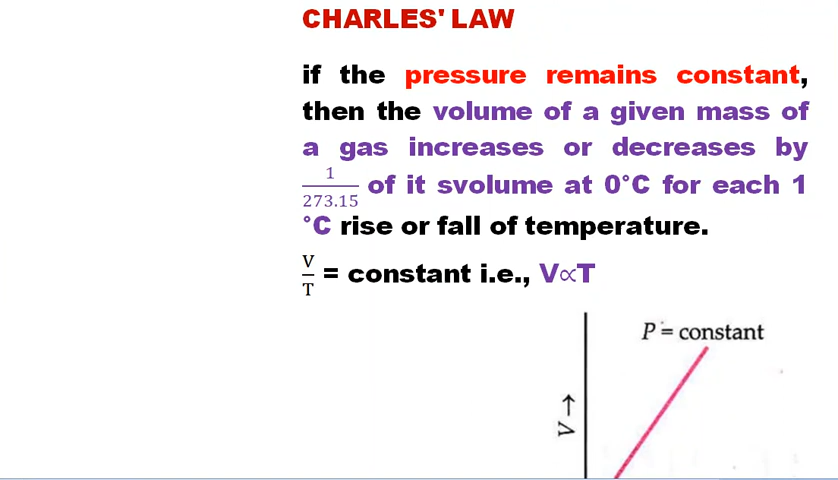 CHARLES' LAW
if the pressure remains constant,
then the volume of a given mass of
a gas increases or decreases by
1/273.15 of it svolume at 0°C for each 1
°C rise or fall of temperature.
V/T = constant i.e., V∝T
P = constant
V →